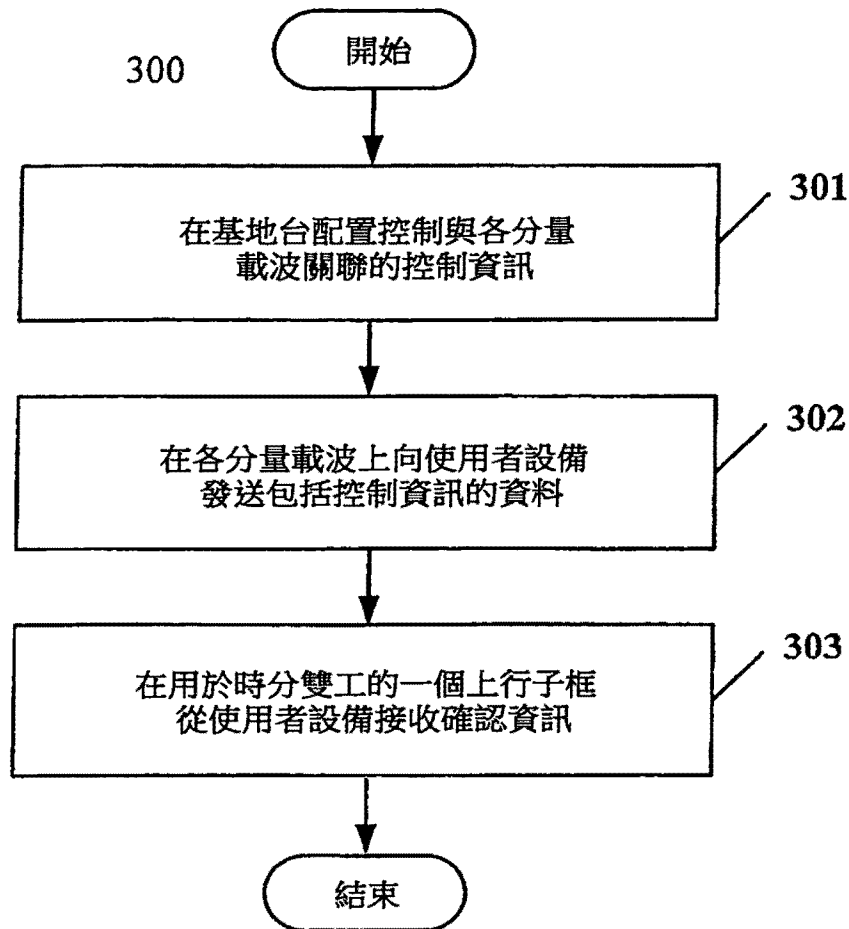 開始
300
301
在基地台配置控制與各分量
載波關聯的控制資訊
302
在各分量載波上向使用者設備
發送包括控制資訊的資料
303
在用於時分雙工的一個上行子框
從使用者設備接收確認資訊
結束